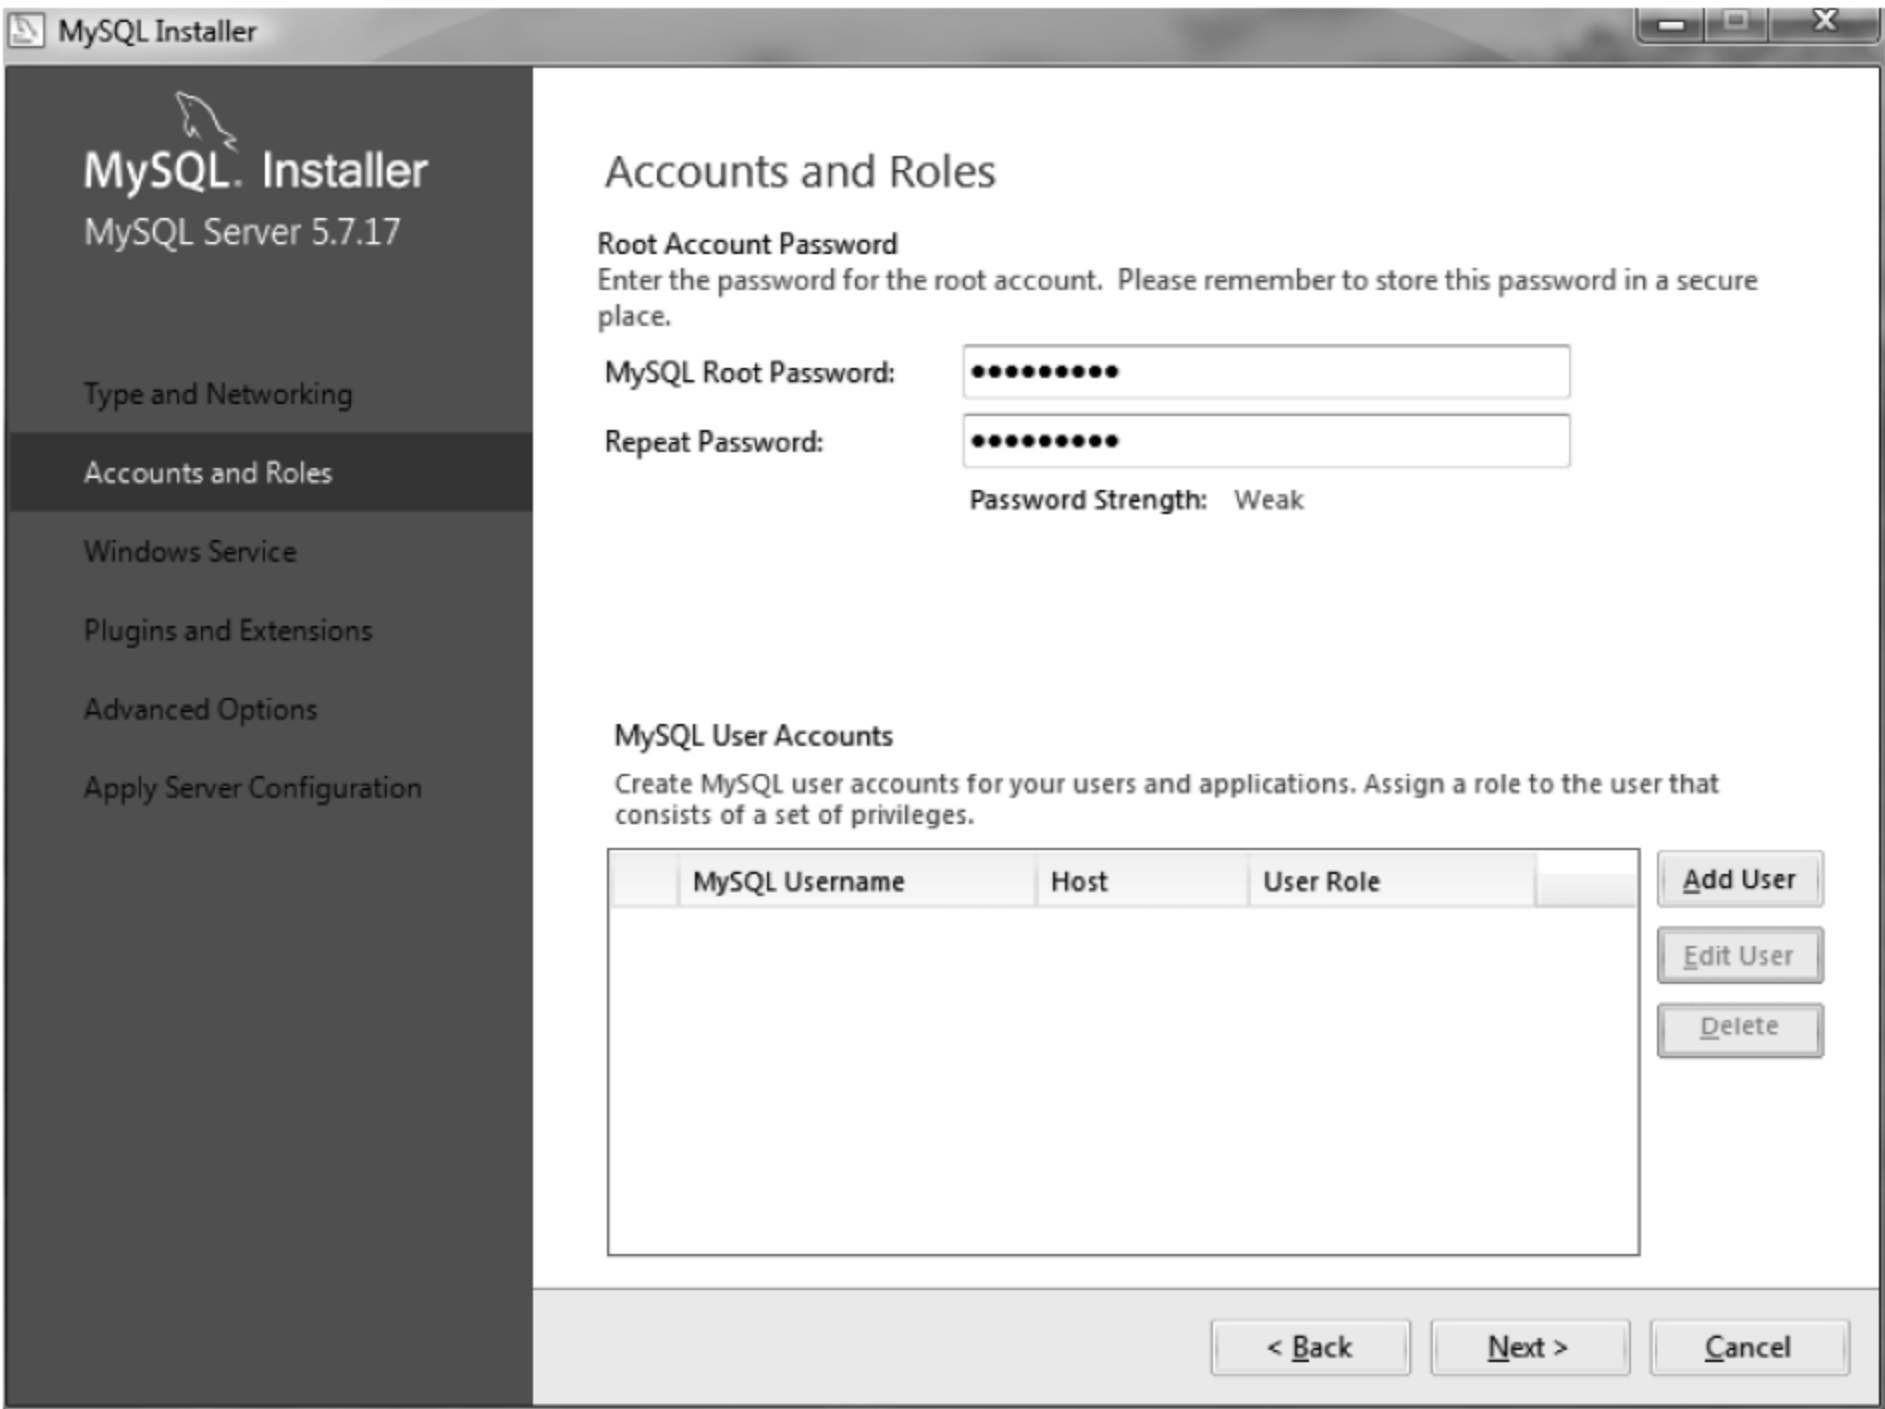 MySQL Installer
MySQL. Installer
MySQL Server 5.7.17
Type and Networking
Accounts and Roles
Windows Service
Plugins and Extensions
Advanced Options
Apply Server Configuration
Accounts and Roles
Root Account Password
Enter the password for the root account. Please remember to store this password in a secure
place.
MySQL Root Password: ●●●●●●●●●
Repeat Password: ●●●●●●●●●
Password Strength: Weak
MySQL User Accounts
Create MySQL user accounts for your users and applications. Assign a role to the user that
consists of a set of privileges.
MySQL Username Host User Role
Add User
Edit User
Delete
< Back Next > Cancel